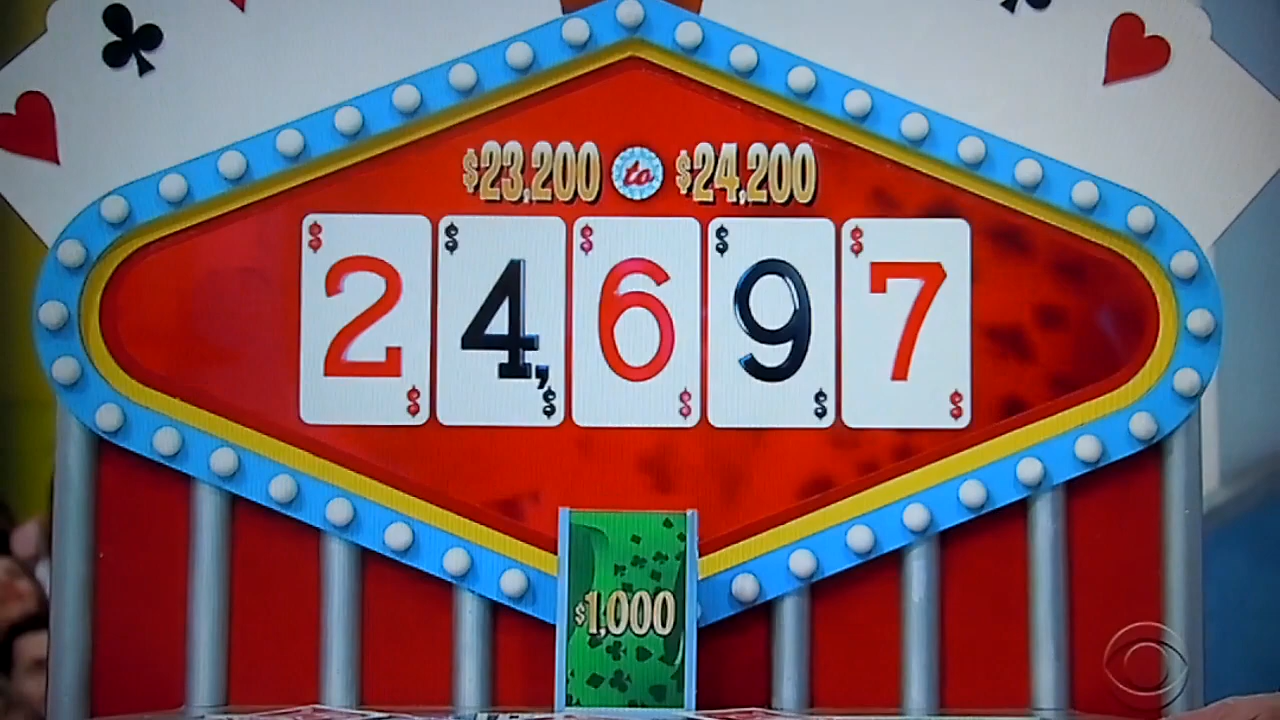 $23,200 to $24,200
$ $ $ $ $
2 4, 6 9 7
$ $ $ $ $
$1,000